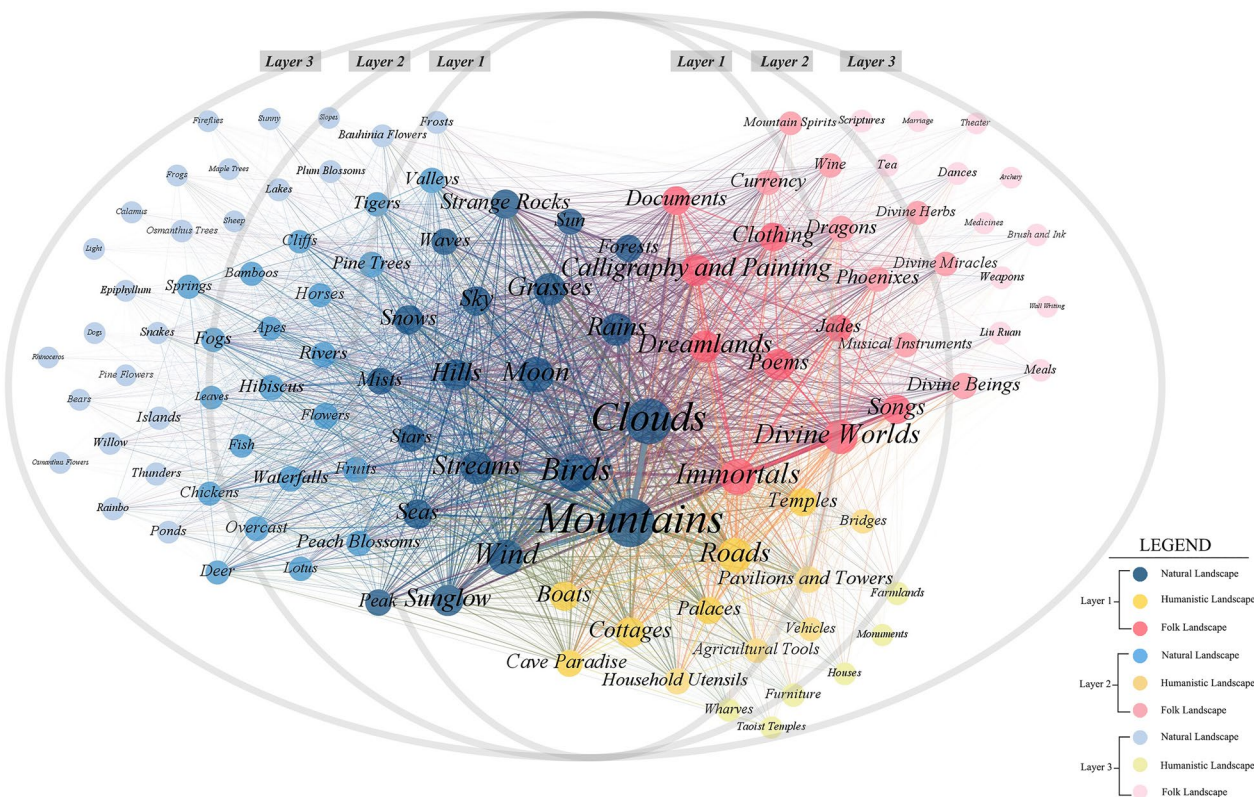 Layer 3
Layer 2
Layer 1
Layer 1
Layer 2
Layer 3
Fireflies
Sunny
Slopes
Bauhinia Flowers
Frosts
Mountain Spirits
Scriptures
Marriage
Theater
Frogs
Maple Trees
Plum Blossoms
Lakes
Valleys
Tigers
Strange Rocks
Sun
Documents
Currency
Wine
Tea
Dances
Archery
Calamus
Osmanthus Trees
Sheep
Cliffs
Waves
Forests
Clothing
Dragons
Divine Herbs
Medicines
Brush and Ink
Light
Pine Trees
Calligraphy and Painting
Phoenixes
Divine Miracles
Weapons
Epiphyllum
Springs
Bamboos
Horses
Sky
Grasses
Wall Writing
Dogs
Snakes
Fogs
Apes
Snows
Rains
Jades
Liu Ruan
Musical Instruments
Rhinoceros
Rivers
Dreamlands
Poems
Meals
Pine Flowers
Bears
Leaves
Hibiscus
Mists
Hills
Moon
Divine Beings
Islands
Flowers
Clouds
Songs
Willow
Fish
Stars
Divine Worlds
Osmanthu Flowers
Thunders
Waterfalls
Fruits
Streams
Birds
Immortals
Chickens
Rainbo
Temples
Ponds
Overcast
Seas
Mountains
Bridges
Peach Blossoms
Wind
Roads
Deer
Lotus
Pavilions and Towers
Farmlands
Peak
Sunglow
Boats
Palaces
Cottages
Vehicles
Monuments
Agricultural Tools
Cave Paradise
Household Utensils
Houses
Furniture
Wharves
Taoist Temples
LEGEND
Layer 1
Natural Landscape
Humanistic Landscape
Folk Landscape
Layer 2
Natural Landscape
Humanistic Landscape
Folk Landscape
Layer 3
Natural Landscape
Humanistic Landscape
Folk Landscape